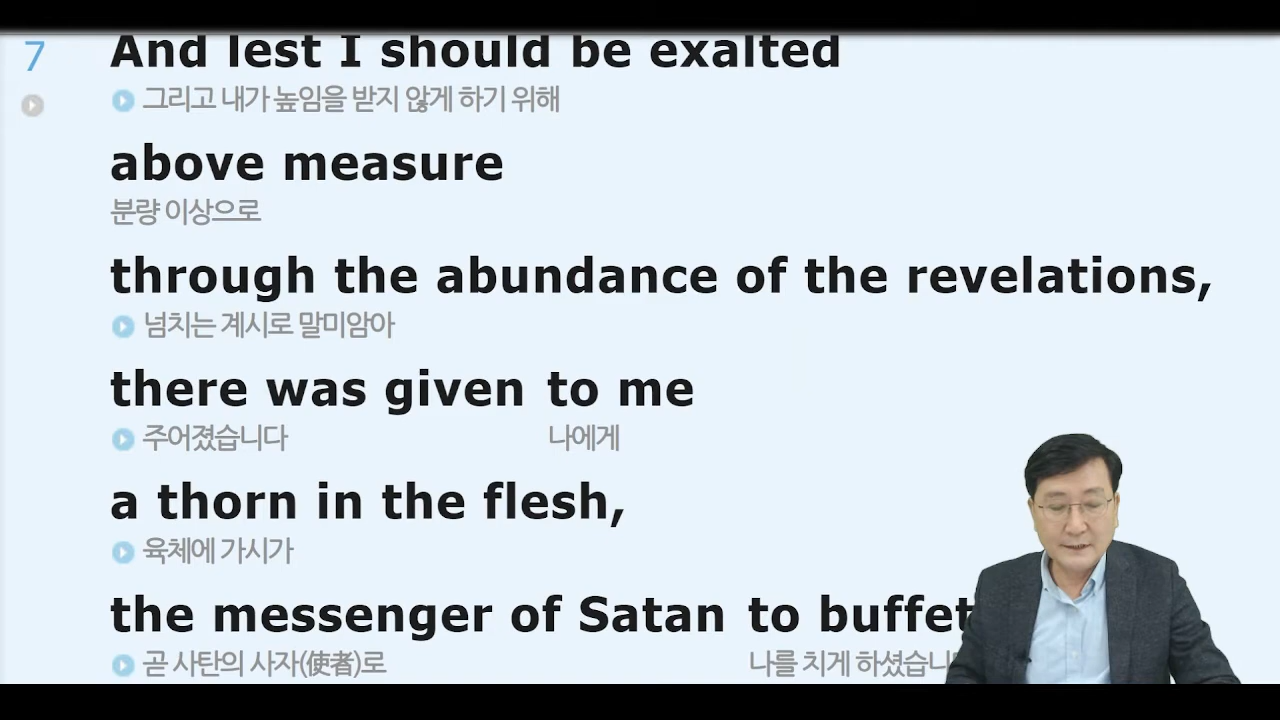 7 And lest I should be exalted
그리고 내가 높임을 받지 않게 하기 위해
above measure
분량 이상으로
through the abundance of the revelations,
넘치는 계시로 말미암아
there was given to me
주어졌습니다 나에게
a thorn in the flesh,
육체에 가시가
the messenger of Satan to buffet
곧 사탄의 사자(使者)로 나를 치게 하셨습니